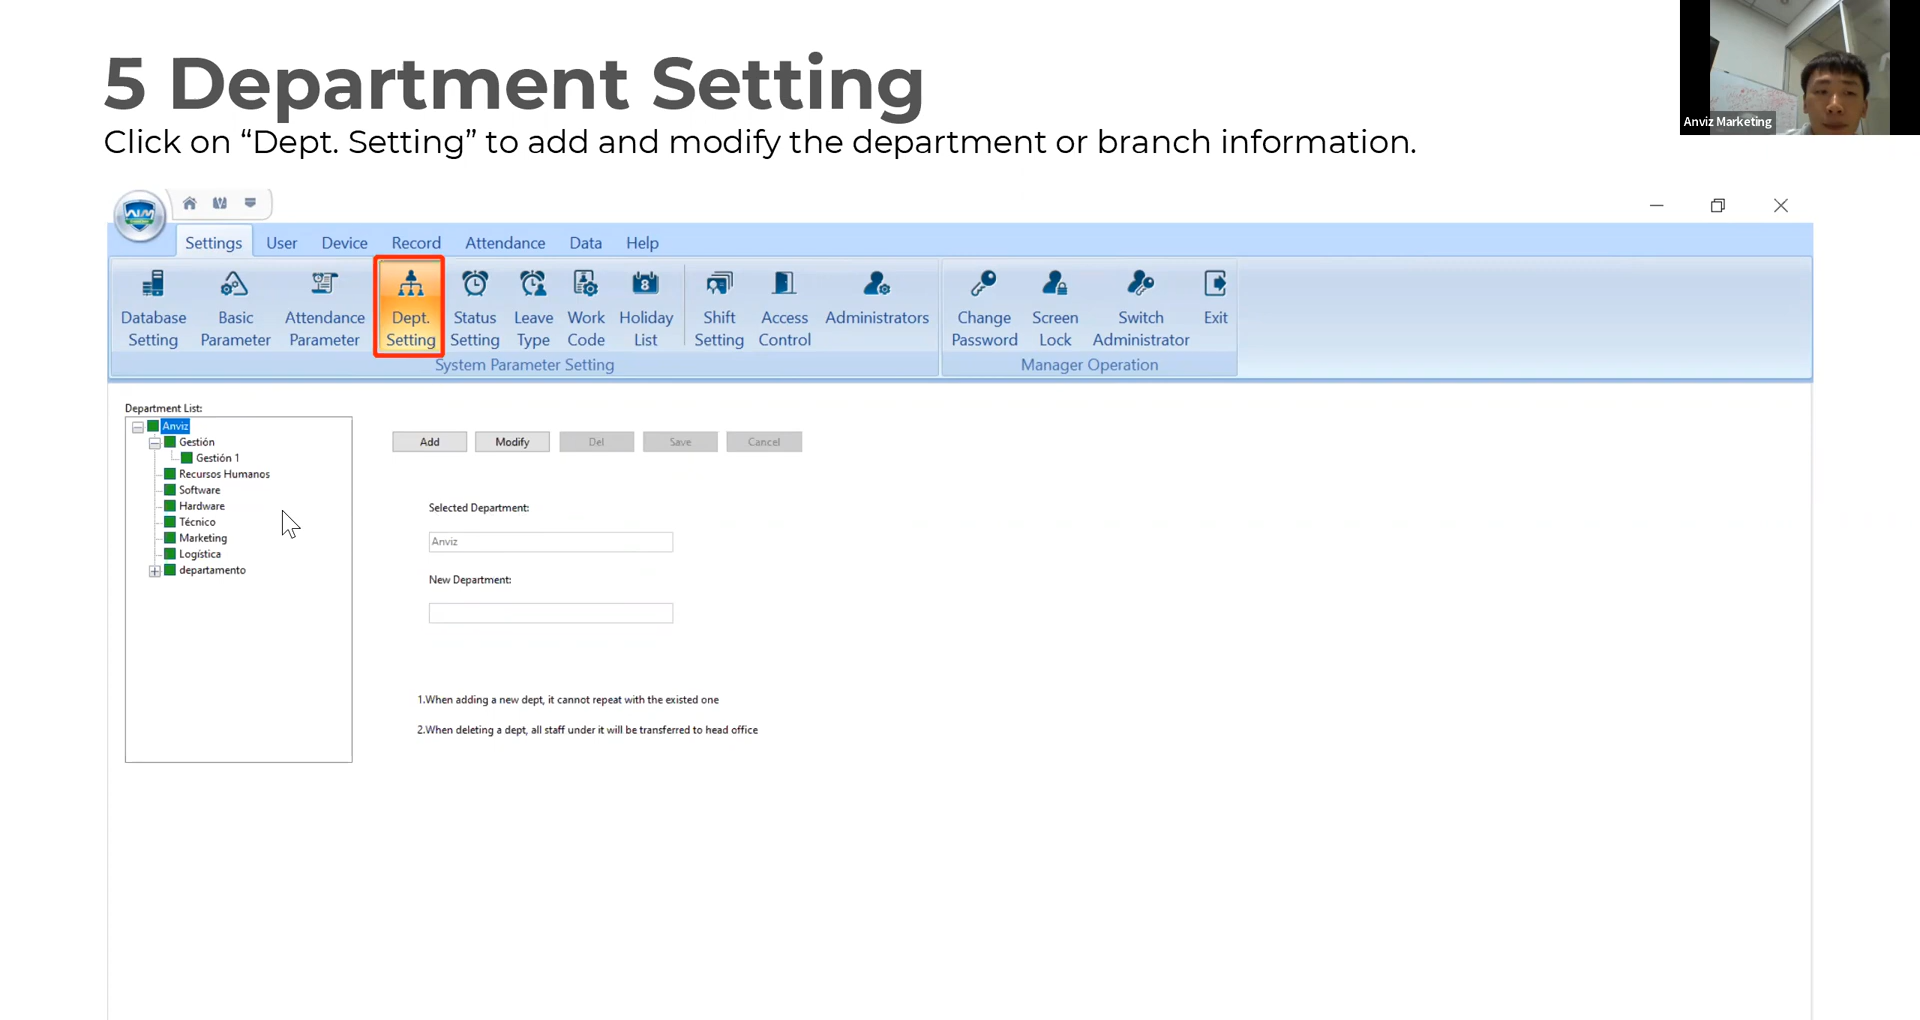 5 Department Setting
Click on “Dept. Setting” to add and modify the department or branch information.
Anviz Marketing
AIM
Settings User Device Record Attendance Data Help
Database Setting
Basic Parameter
Attendance Parameter
Dept. Setting
Status Setting
Leave Type
Work Code
8
Holiday List
Shift Setting
Access Control
Administrators
System Parameter Setting
Change Password
Screen Lock
Switch Administrator
Exit
Manager Operation
Department List:
Anviz
Gestión
Gestión 1
Recursos Humanos
Software
Hardware
Técnico
Marketing
Logística
departamento
Add Modify Del Save Cancel
Selected Department:
Anviz
New Department:
1.When adding a new dept, it cannot repeat with the existed one
2.When deleting a dept, all staff under it will be transferred to head office